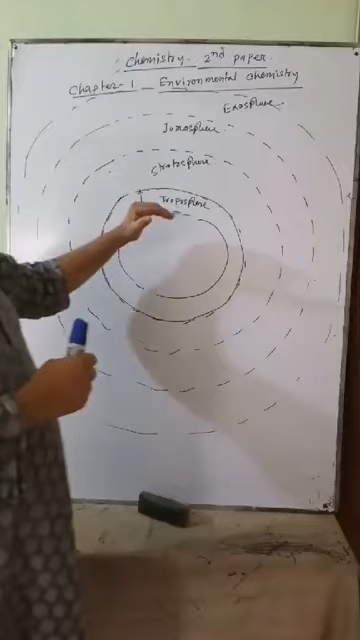 Chemistry 2nd paper.
Chapter-1 - Environmental chemistry
Exosphere
Ionosphere
Stratosphere
Troposphere